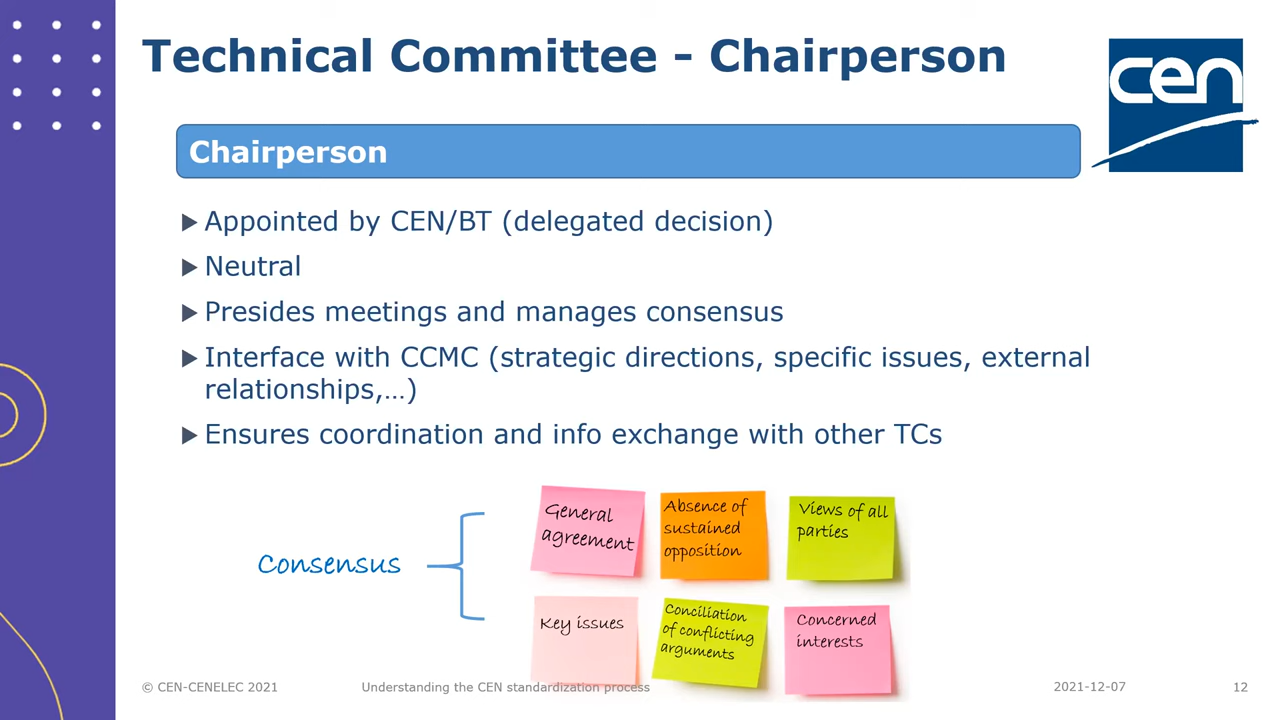 Technical Committee - Chairperson
cen
Chairperson
Appointed by CEN/BT (delegated decision)
Neutral
Presides meetings and manages consensus
Interface with CCMC (strategic directions, specific issues, external
relationships,…)
Ensures coordination and info exchange with other TCs
Consensus
General
agreement
Absence of
sustained
opposition
Views of all
parties
Key issues
Conciliation
of conflicting
arguments
Concerned
interests
© CEN-CENELEC 2021
Understanding the CEN standardization process
2021-12-07
12